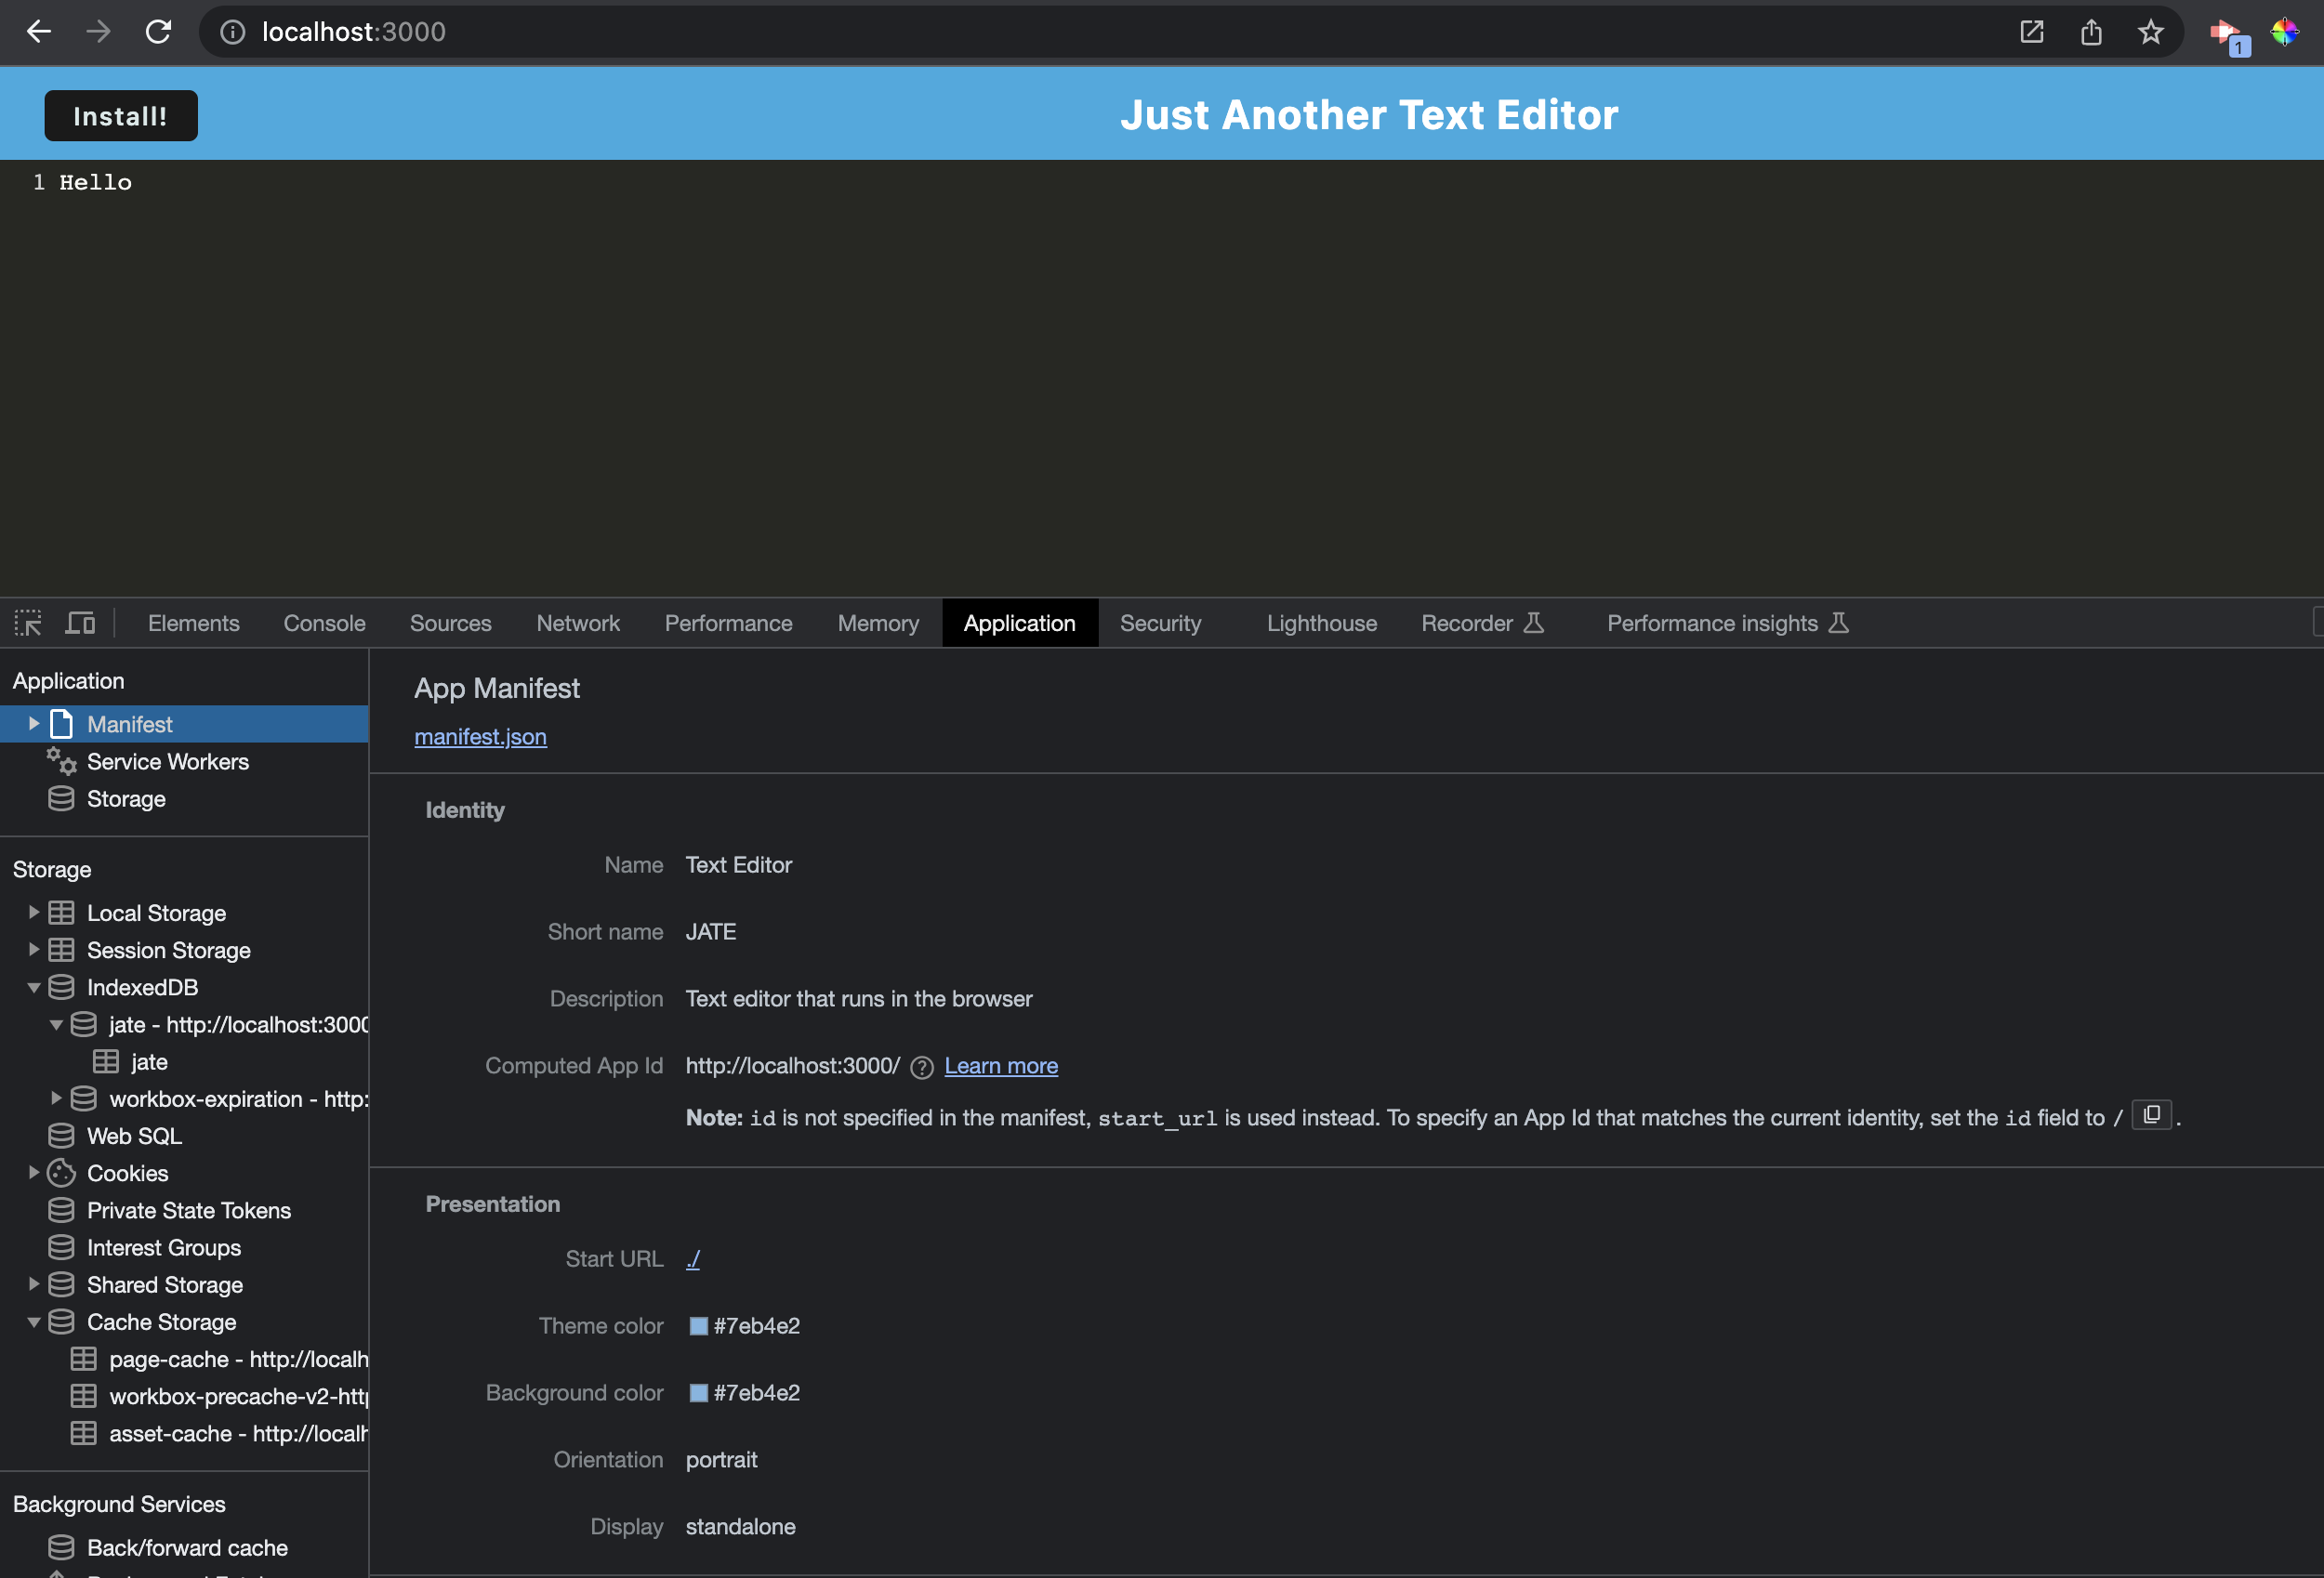 localhost:3000
1
Install!
Just Another Text Editor
1 Hello
Elements Console Sources Network Performance Memory Application Security Lighthouse Recorder Performance insights
Application
Manifest
Service Workers
Storage
Storage
Local Storage
Session Storage
IndexedDB
jate - http://localhost:3000
jate
workbox-expiration - http:
Web SQL
Cookies
Private State Tokens
Interest Groups
Shared Storage
Cache Storage
page-cache - http://localh
workbox-precache-v2-http
asset-cache - http://localh
Background Services
Back/forward cache
App Manifest
manifest.json
Identity
Name Text Editor
Short name JATE
Description Text editor that runs in the browser
Computed App Id http://localhost:3000/ ? Learn more
Note: id is not specified in the manifest, start_url is used instead. To specify an App Id that matches the current identity, set the id field to / .
Presentation
Start URL ./
Theme color #7eb4e2
Background color #7eb4e2
Orientation portrait
Display standalone